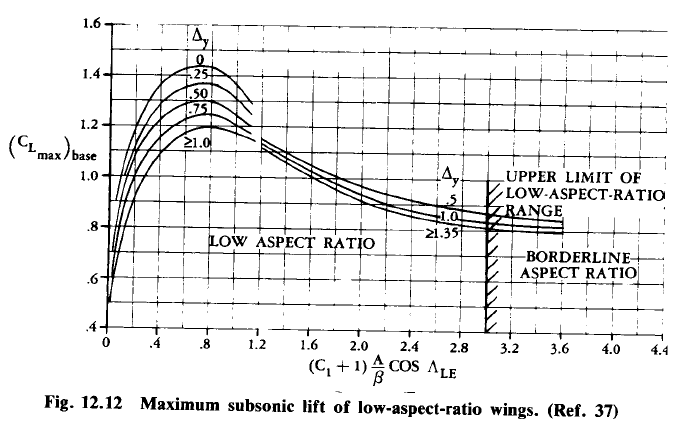 1.6
Δy
0
.25
.50
.75
≥1.0
1.4
1.2
1.0
.8
.6
.4
(CL max)base
Δy
.5
1.0
≥1.35
UPPER LIMIT OF
LOW-ASPECT-RATIO
RANGE
LOW ASPECT RATIO
BORDERLINE
ASPECT RATIO
0 .4 .8 1.2 1.6 2.0 2.4 2.8 3.2 3.6 4.0 4.4
(C1 + 1) A/β COS ΛLE
Fig. 12.12 Maximum subsonic lift of low-aspect-ratio wings. (Ref. 37)